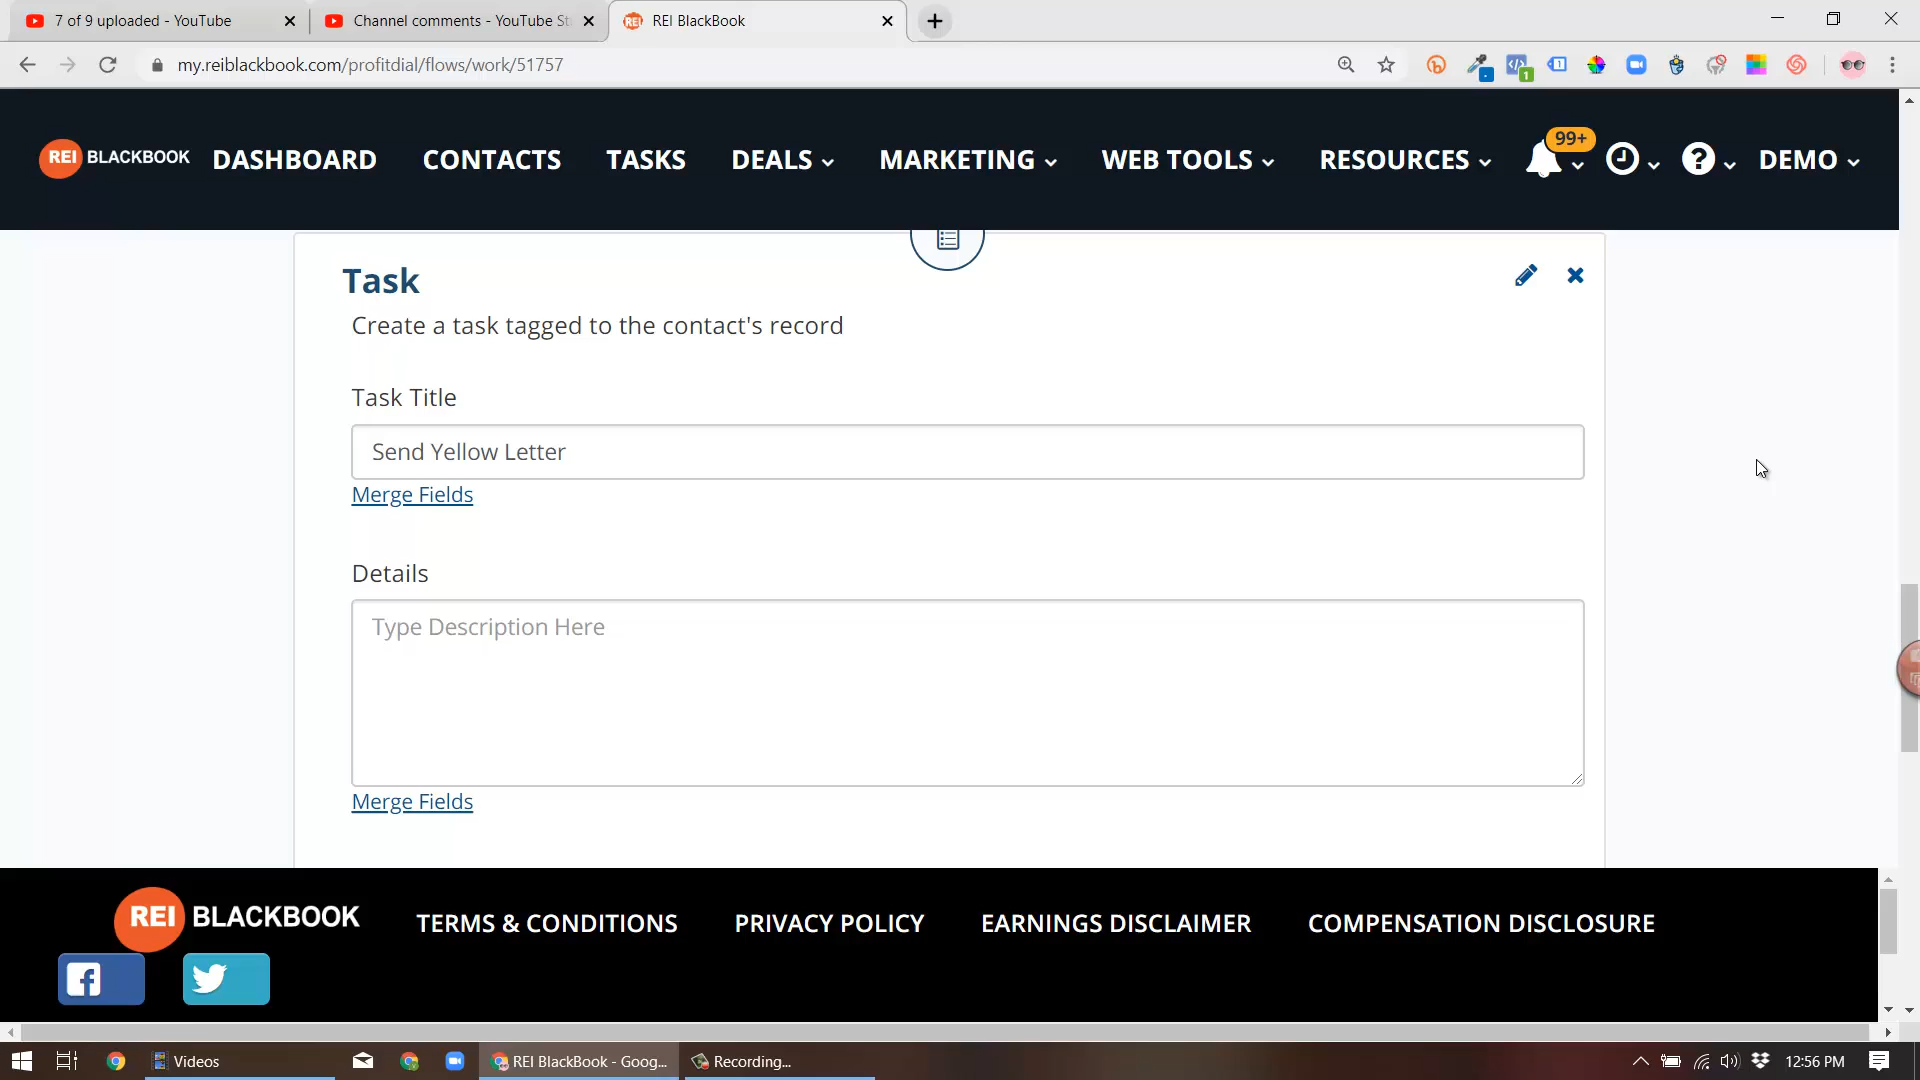 7 of 9 uploaded - YouTube
Channel comments - YouTube St
REI BlackBook
my.reiblackbook.com/profitdial/flows/work/51757
REI BLACKBOOK
DASHBOARD
CONTACTS
TASKS
DEALS
MARKETING
WEB TOOLS
RESOURCES
99+
DEMO
Task
Create a task tagged to the contact's record
Task Title
Send Yellow Letter
Merge Fields
Details
Type Description Here
Merge Fields
REI BLACKBOOK
TERMS & CONDITIONS
PRIVACY POLICY
EARNINGS DISCLAIMER
COMPENSATION DISCLOSURE
Videos
REI BlackBook - Goog...
Recording...
12:56 PM